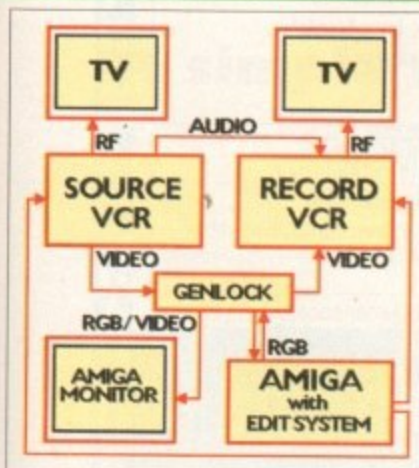 TV
TV
RF
AUDIO
RF
SOURCE
VCR
RECORD
VCR
VIDEO
VIDEO
GENLOCK
RGB/VIDEO
RGB
AMIGA
MONITOR
AMIGA
with
EDIT SYSTEM